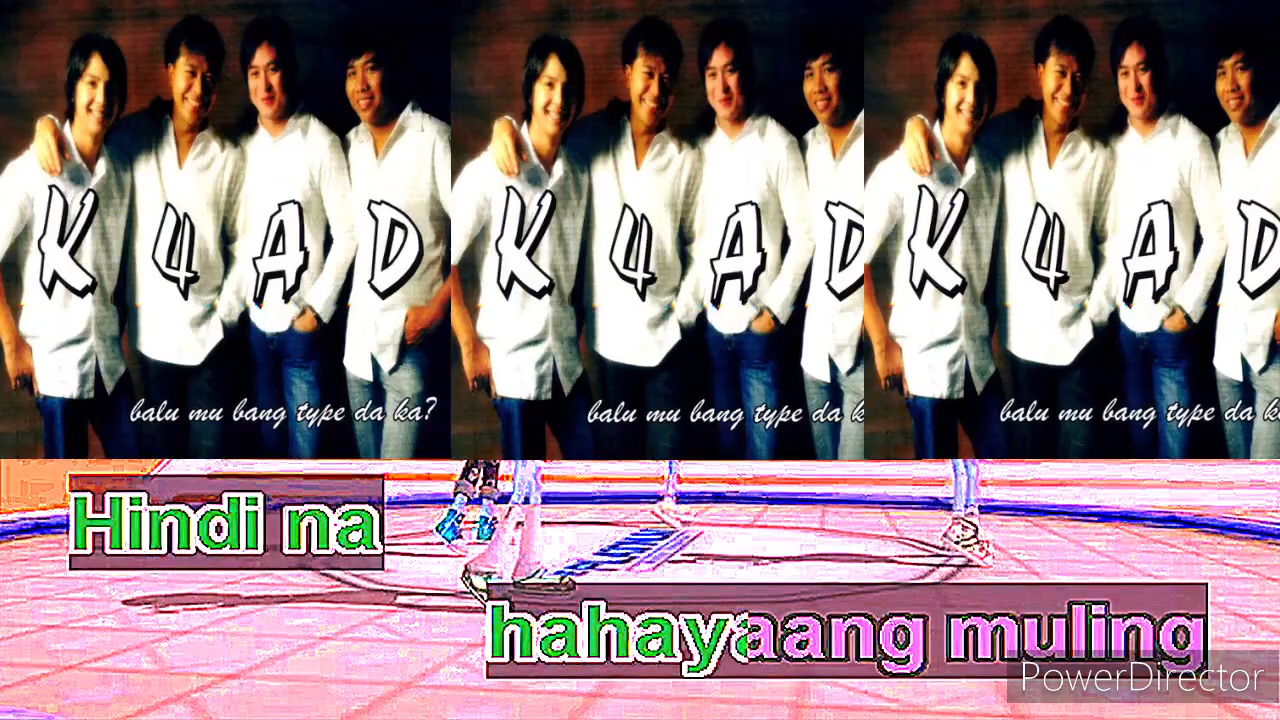 K4AD K4AD K4AD
balu mu bang type da ka? balu mu bang type da k balu mu bang type da k
Hindi na
hahayaang muling
PowerDirector